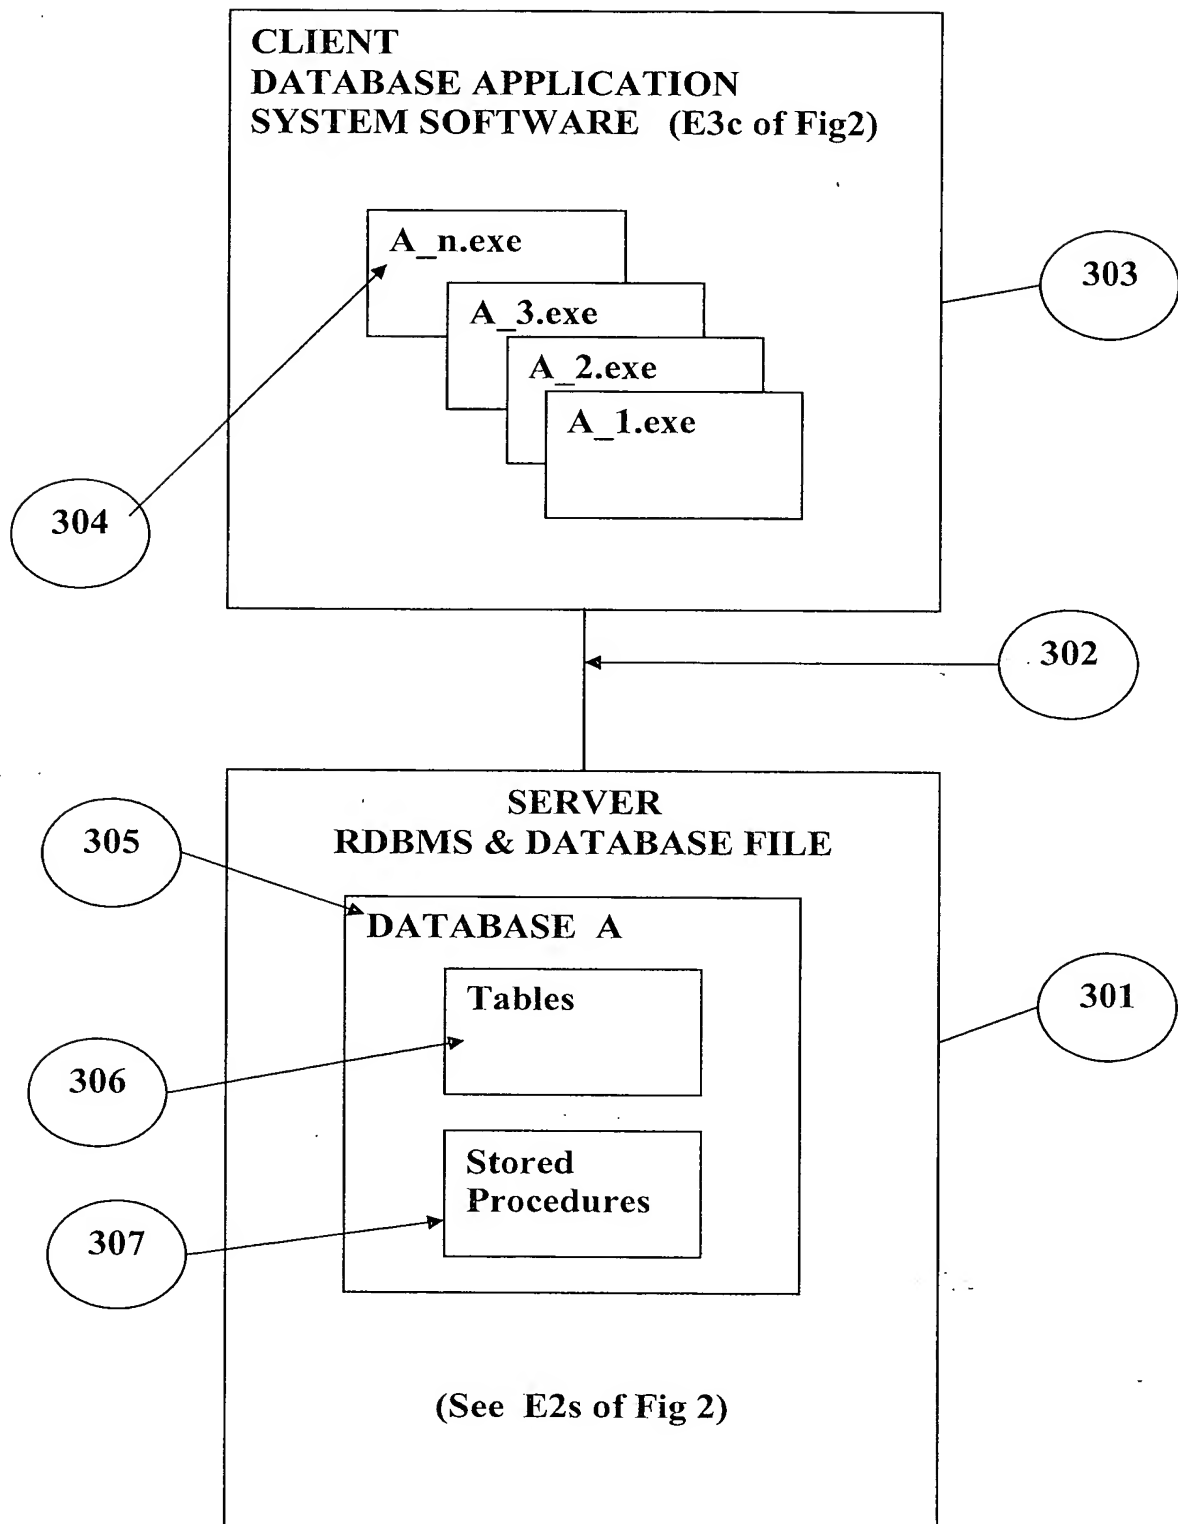 CLIENT
DATABASE APPLICATION
SYSTEM SOFTWARE (E3c of Fig2)
A_n.exe
A_3.exe
A_2.exe
A_1.exe
303
304
302
SERVER
RDBMS & DATABASE FILE
305
DATABASE A
Tables
301
306
Stored
Procedures
307
(See E2s of Fig 2)